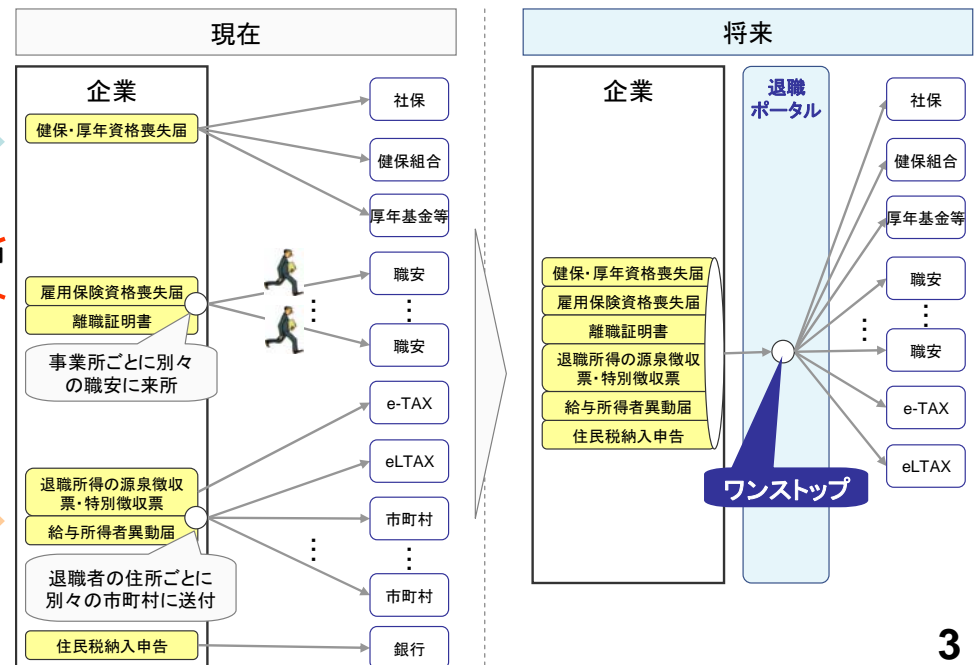 現在
企業
健保・厚年資格喪失届
社保
健保組合
厚年基金等
雇用保険資格喪失届
離職証明書
職安
⋮
⋮
職安
事業所ごとに別々
の職安に来所
退職所得の源泉徴収
票・特別徴収票
給与所得者異動届
e-TAX
eLTAX
市町村
⋮
⋮
市町村
退職者の住所ごとに
別々の市町村に送付
住民税納入申告
銀行
将来
企業
退職
ポータル
健保・厚年資格喪失届
雇用保険資格喪失届
離職証明書
退職所得の源泉徴収
票・特別徴収票
給与所得者異動届
住民税納入申告
ワンストップ
社保
健保組合
厚年基金等
職安
⋮
⋮
職安
e-TAX
eLTAX
3